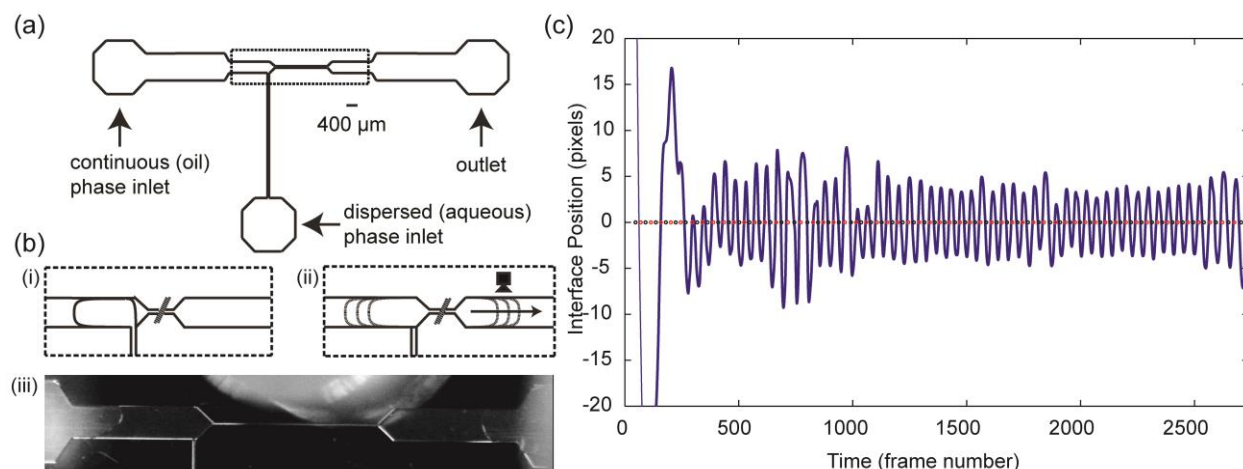 (a)
400 µm
continuous (oil)
phase inlet
outlet
dispersed (aqueous)
phase inlet
(b)
(i)
(ii)
(iii)
(c)
Interface Position (pixels)
20
15
10
5
0
-5
-10
-15
-20
0
500
1000
1500
2000
2500
Time (frame number)